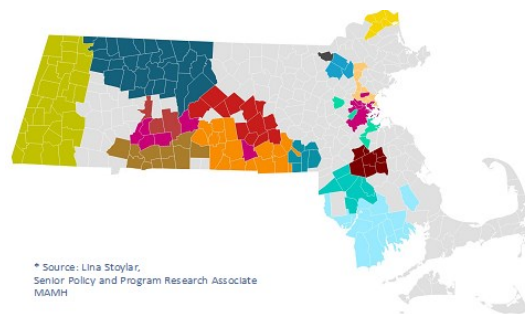 * Source: Lina Stoylar,
Senior Policy and Program Research Associate
MAMH